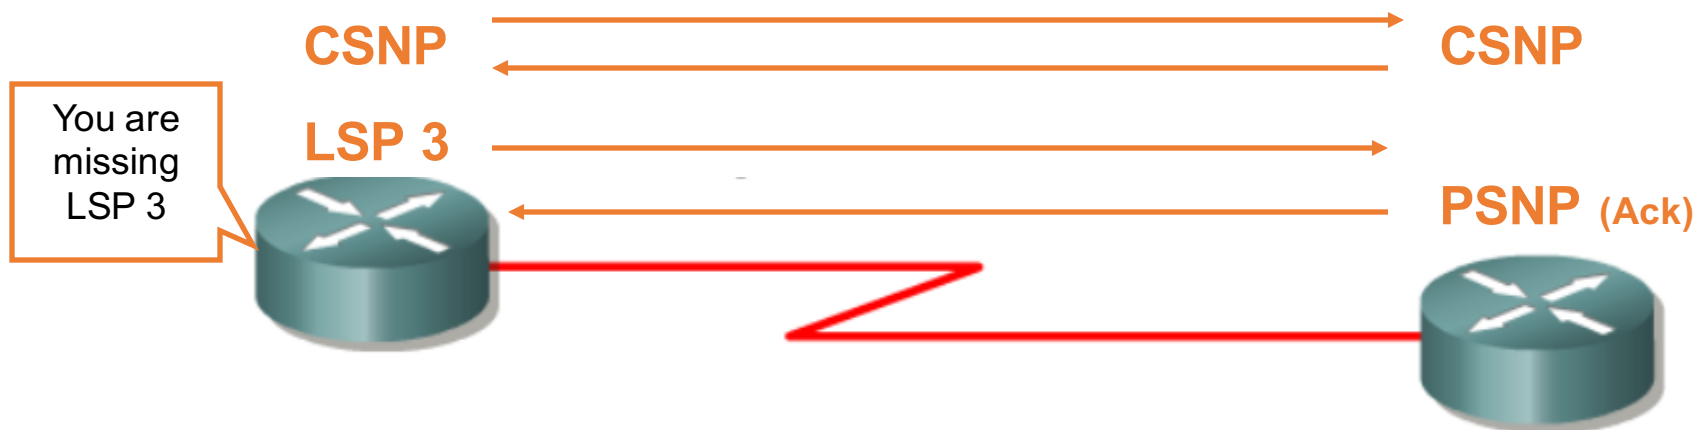 CSNP
CSNP
You are
missing
LSP 3
LSP 3
PSNP (Ack)